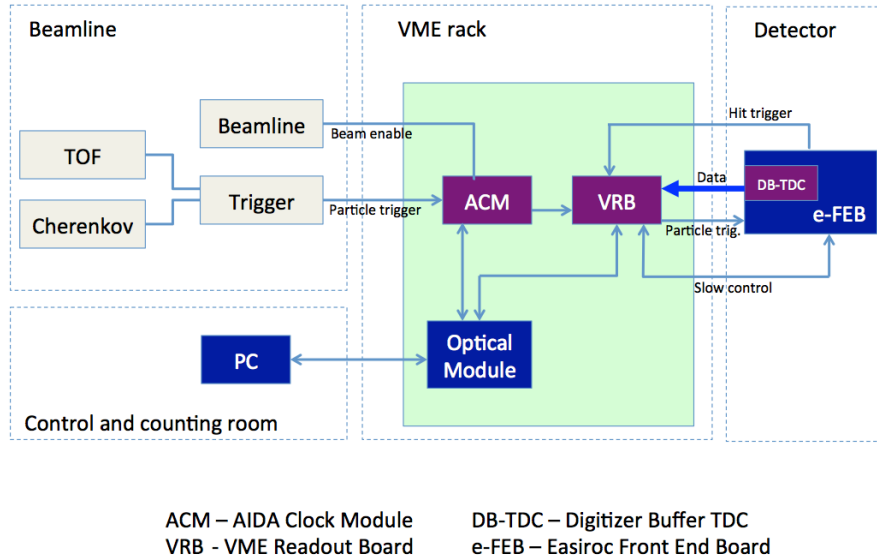 Beamline
VME rack
Detector
Beamline
Beam enable
Hit trigger
TOF
Data
DB-TDC
Trigger
ACM
VRB
e-FEB
Cherenkov
Particle trigger
Particle trig.
Slow control
Optical
Module
PC
Control and counting room
ACM – AIDA Clock Module
DB-TDC – Digitizer Buffer TDC
VRB - VME Readout Board
e-FEB – Easiroc Front End Board